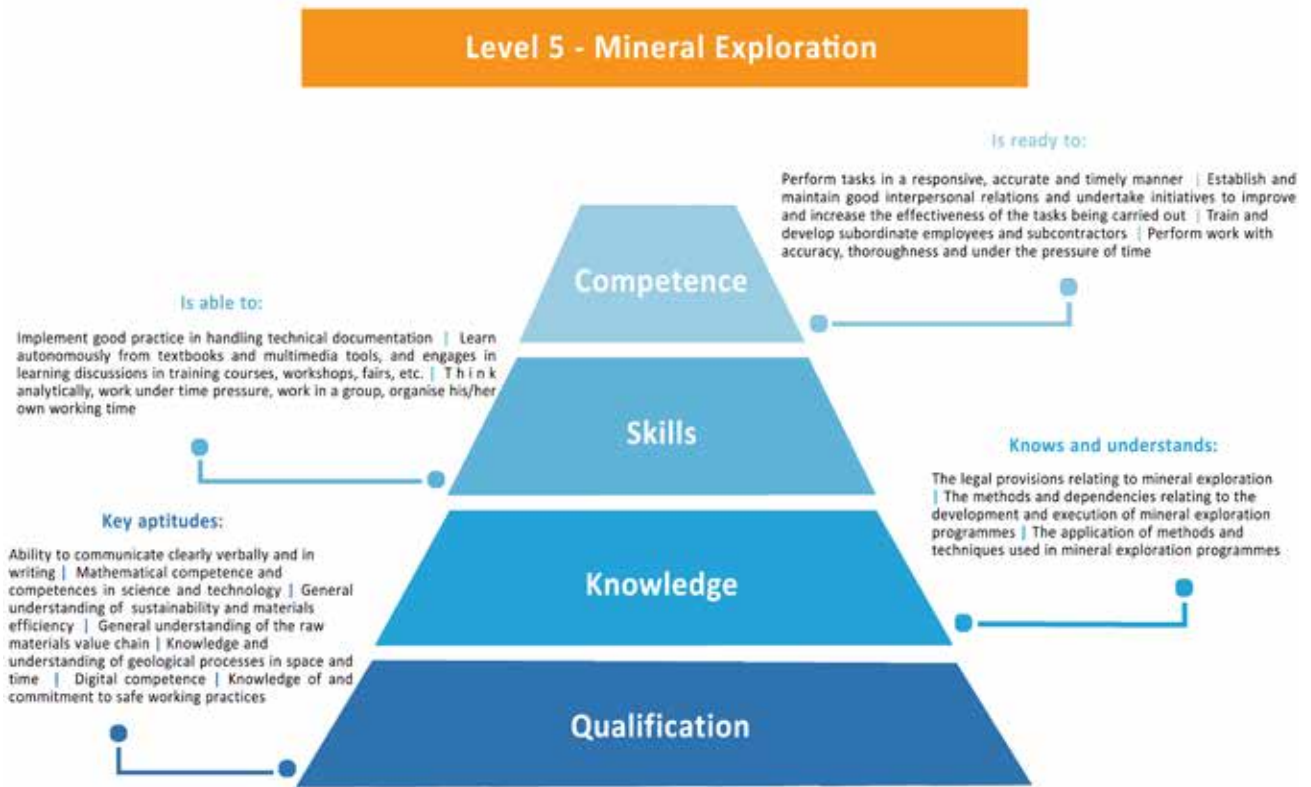 Level 5 - Mineral Exploration
Is ready to:
Perform tasks in a responsive, accurate and timely manner | Establish and
maintain good interpersonal relations and undertake initiatives to improve
and increase the effectiveness of the tasks being carried out | Train and
develop subordinate employees and subcontractors | Perform work with
accuracy, thoroughness and under the pressure of time
Competence
Is able to:
Implement good practice in handling technical documentation | Learn
autonomously from textbooks and multimedia tools, and engages in
learning discussions in training courses, workshops, fairs, etc. | T h i n k
analytically, work under time pressure, work in a group, organise his/her
own working time
Skills
Knows and understands:
The legal provisions relating to mineral exploration
| The methods and dependencies relating to the
development and execution of mineral exploration
programmes | The application of methods and
techniques used in mineral exploration programmes
Knowledge
Key aptitudes:
Ability to communicate clearly verbally and in
writing | Mathematical competence and
competences in science and technology | General
understanding of sustainability and materials
efficiency | General understanding of the raw
materials value chain | Knowledge and
understanding of geological processes in space and
time | Digital competence | Knowledge of and
commitment to safe working practices
Qualification